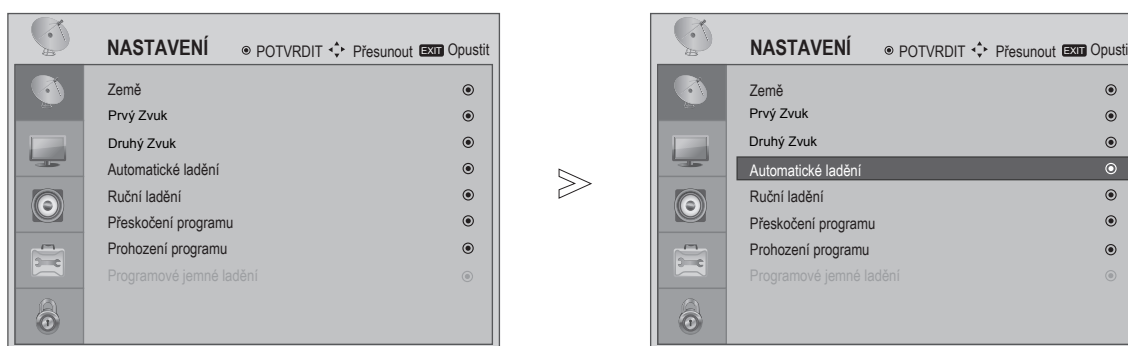 NASTAVENÍ POTVRDIT Přesunout EXIT Opustit
Země
Prvý Zvuk
Druhý Zvuk
Automatické ladění
Ruční ladění
Přeskočení programu
Prohození programu
Programové jemné ladění
NASTAVENÍ POTVRDIT Přesunout EXIT Opusti
Země
Prvý Zvuk
Druhý Zvuk
Automatické ladění
Ruční ladění
Přeskočení programu
Prohození programu
Programové jemné ladění